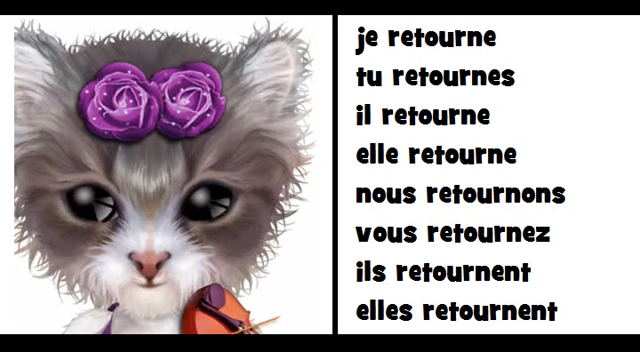 je retourne
tu retournes
il retourne
elle retourne
nous retournons
vous retournez
ils retournent
elles retournent